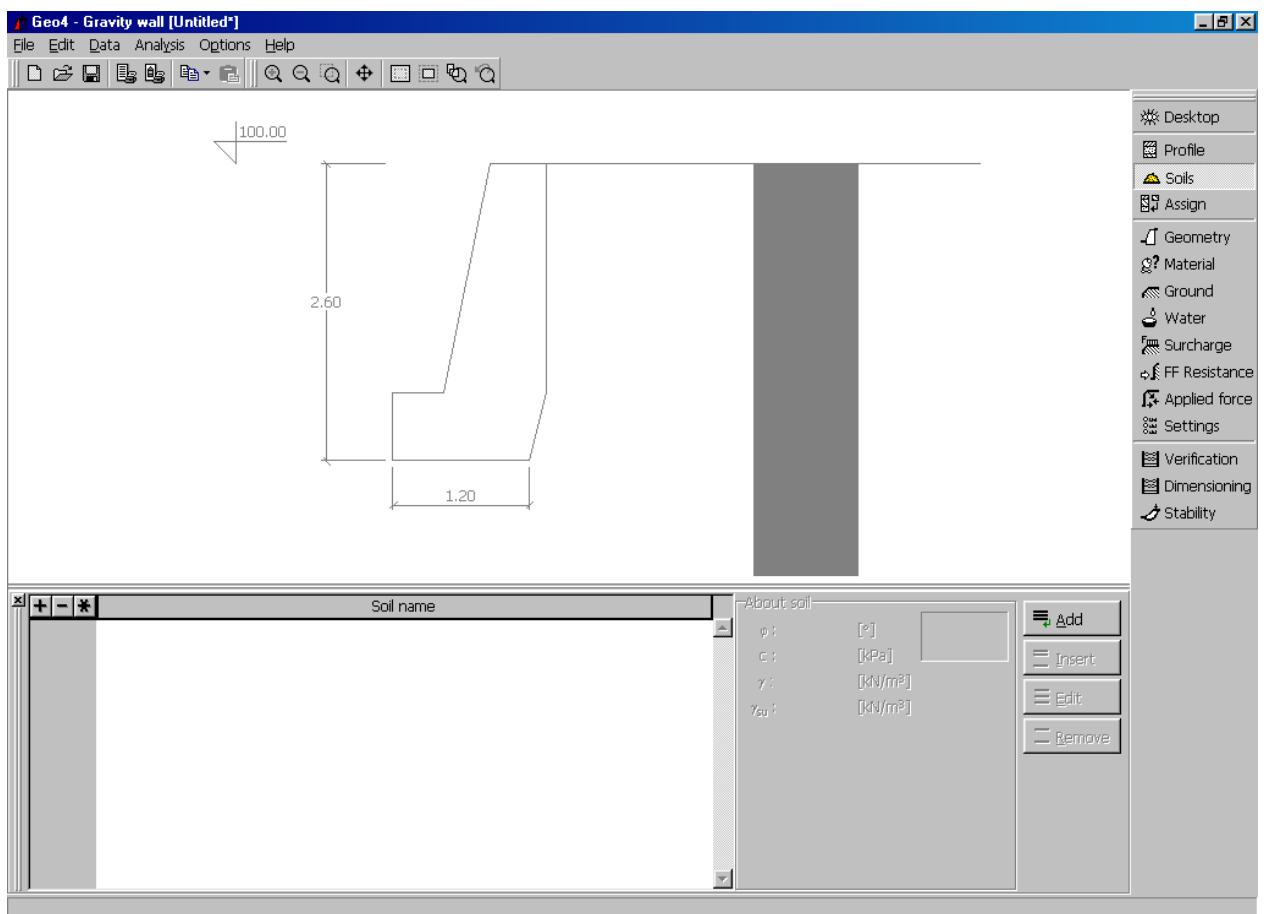 Geo4 - Gravity wall [Untitled*]
File Edit Data Analysis Options Help
100.00
2.60
1.20
Desktop
Profile
Soils
Assign
Geometry
Material
Ground
Water
Surcharge
FF Resistance
Applied force
Settings
Verification
Dimensioning
Stability
Soil name
About soil
φ : [°]
c : [kPa]
γ : [kN/m³]
γsu : [kN/m³]
Add
Insert
Edit
Remove